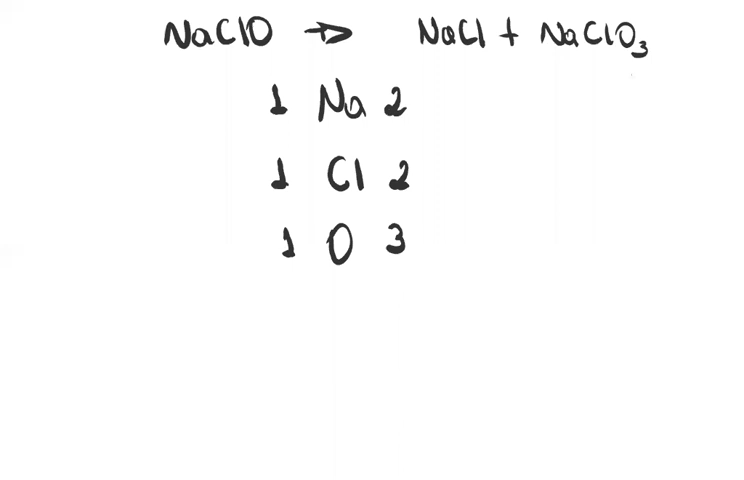 NaClO → NaCl + NaClO₃
1 Na 2
1 Cl 2
1 O 3